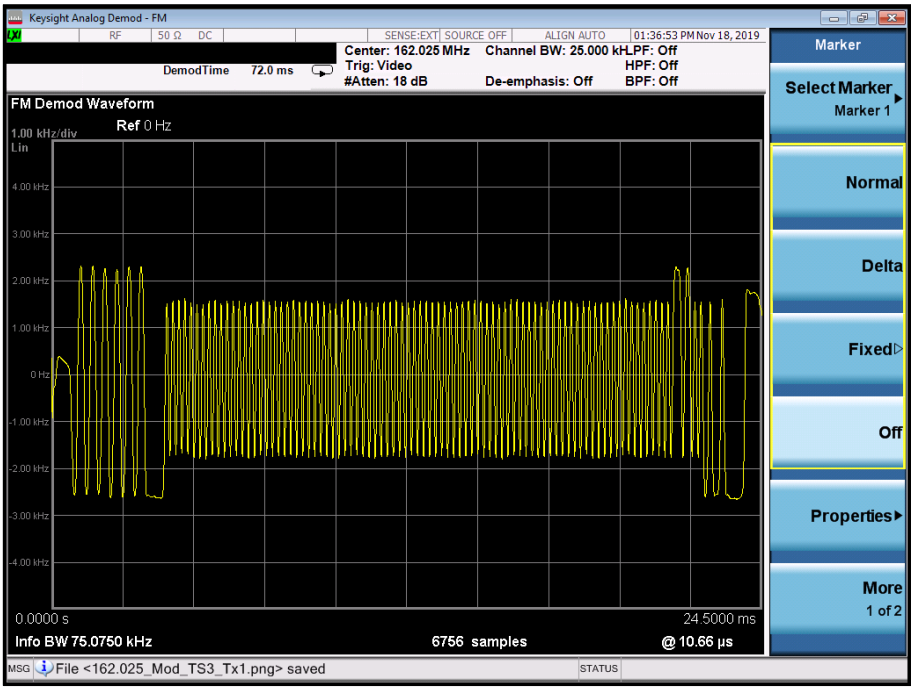 Keysight Analog Demod - FM
LXI RF 50 Ω DC SENSE:EXT SOURCE OFF ALIGN AUTO 01:36:53 PM Nov 18, 2019
Center: 162.025 MHz Channel BW: 25.000 kHLPF: Off
Trig: Video HPF: Off
DemodTime 72.0 ms
#Atten: 18 dB De-emphasis: Off BPF: Off
FM Demod Waveform
Ref 0 Hz
1.00 kHz/div
Lin
4.00 kHz
3.00 kHz
2.00 kHz
1.00 kHz
0 Hz
-1.00 kHz
-2.00 kHz
-3.00 kHz
-4.00 kHz
0.0000 s 24.5000 ms
Info BW 75.0750 kHz 6756 samples @ 10.66 µs
MSG File <162.025_Mod_TS3_Tx1.png> saved STATUS
Marker
Select Marker
Marker 1
Normal
Delta
Fixed
Off
Properties
More
1 of 2